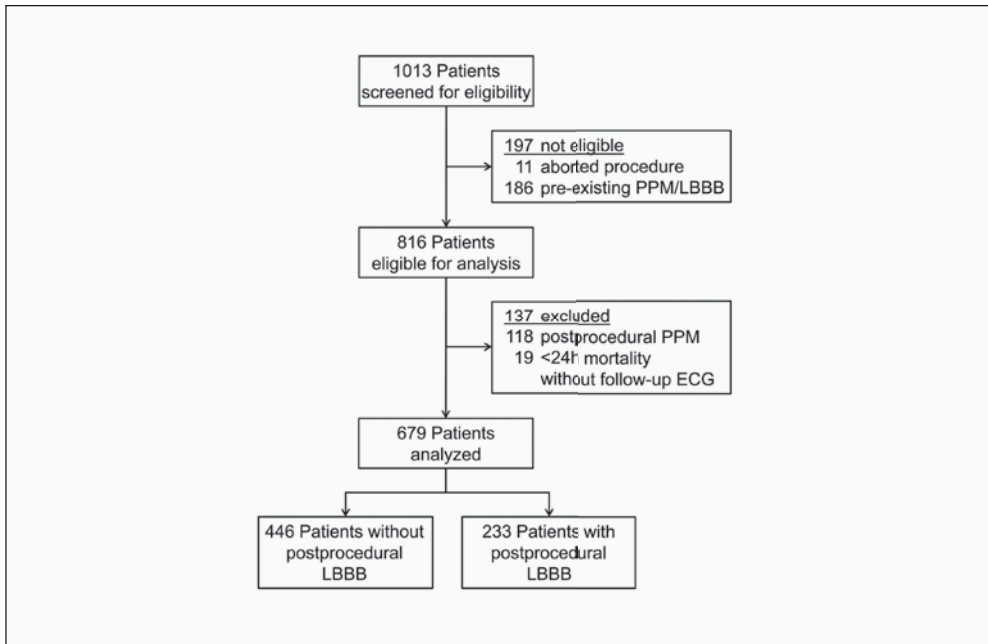 1013 Patients
screened for eligibility
197 not eligible
11 aborted procedure
186 pre-existing PPM/LBBB
816 Patients
eligible for analysis
137 excluded
118 postprocedural PPM
19 <24h mortality
without follow-up ECG
679 Patients
analyzed
446 Patients without
postprocedural
LBBB
233 Patients with
postprocedural
LBBB